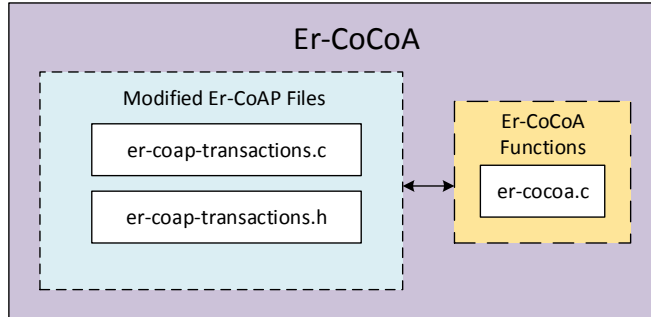 Er-CoCoA
Modified Er-CoAP Files
er-coap-transactions.c
er-coap-transactions.h
Er-CoCoA
Functions
er-cocoa.c